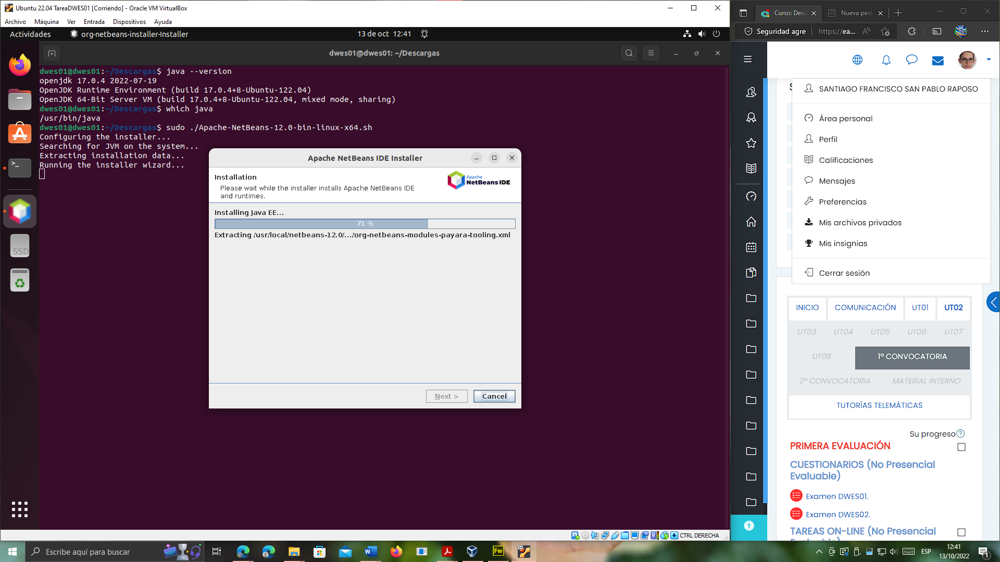 Ubuntu 22.04 TareaDWES01 [Corriendo] - Oracle VM VirtualBox
Archivo Máquina Ver Entrada Dispositivos Ayuda
Actividades org-netbeans-installer-Installer 13 de oct 12:41
dwes01@dwes01: ~/Descargas
dwes01@dwes01:~/Descargas$ java --version
openjdk 17.0.4 2022-07-19
OpenJDK Runtime Environment (build 17.0.4+8-Ubuntu-122.04)
OpenJDK 64-Bit Server VM (build 17.0.4+8-Ubuntu-122.04, mixed mode, sharing)
dwes01@dwes01:~/Descargas$ which java
/usr/bin/java
dwes01@dwes01:~/Descargas$ sudo ./Apache-NetBeans-12.0-bin-linux-x64.sh
Configuring the installer...
Searching for JVM on the system...
Extracting installation data...
Running the installer wizard...
SSD
Apache NetBeans IDE Installer
Installation
Please wait while the installer installs Apache NetBeans IDE
and runtimes.
Apache
NetBeans IDE
Installing Java EE...
71 %
Extracting /usr/local/netbeans-12.0/.../org-netbeans-modules-payara-tooling.xml
Next >
Cancel
CTRL DERECHA
Curso: Desa
Nueva pest
Seguridad agre
https://ea...
SANTIAGO FRANCISCO SAN PABLO RAPOSO
Área personal
Perfil
Calificaciones
Mensajes
Preferencias
Mis archivos privados
Mis insignias
Cerrar sesión
INICIO COMUNICACIÓN UT01 UT02
UT03 UT04 UT05 UT06 UT07
UT08 1ª CONVOCATORIA
2ª CONVOCATORIA MATERIAL INTERNO
TUTORÍAS TELEMÁTICAS
Su progreso
PRIMERA EVALUACIÓN
CUESTIONARIOS (No Presencial
Evaluable)
Examen DWES01.
Examen DWES02.
TAREAS ON-LINE (No Presencial
Escribe aquí para buscar
Fw
64
ESP
12:41
13/10/2022
1